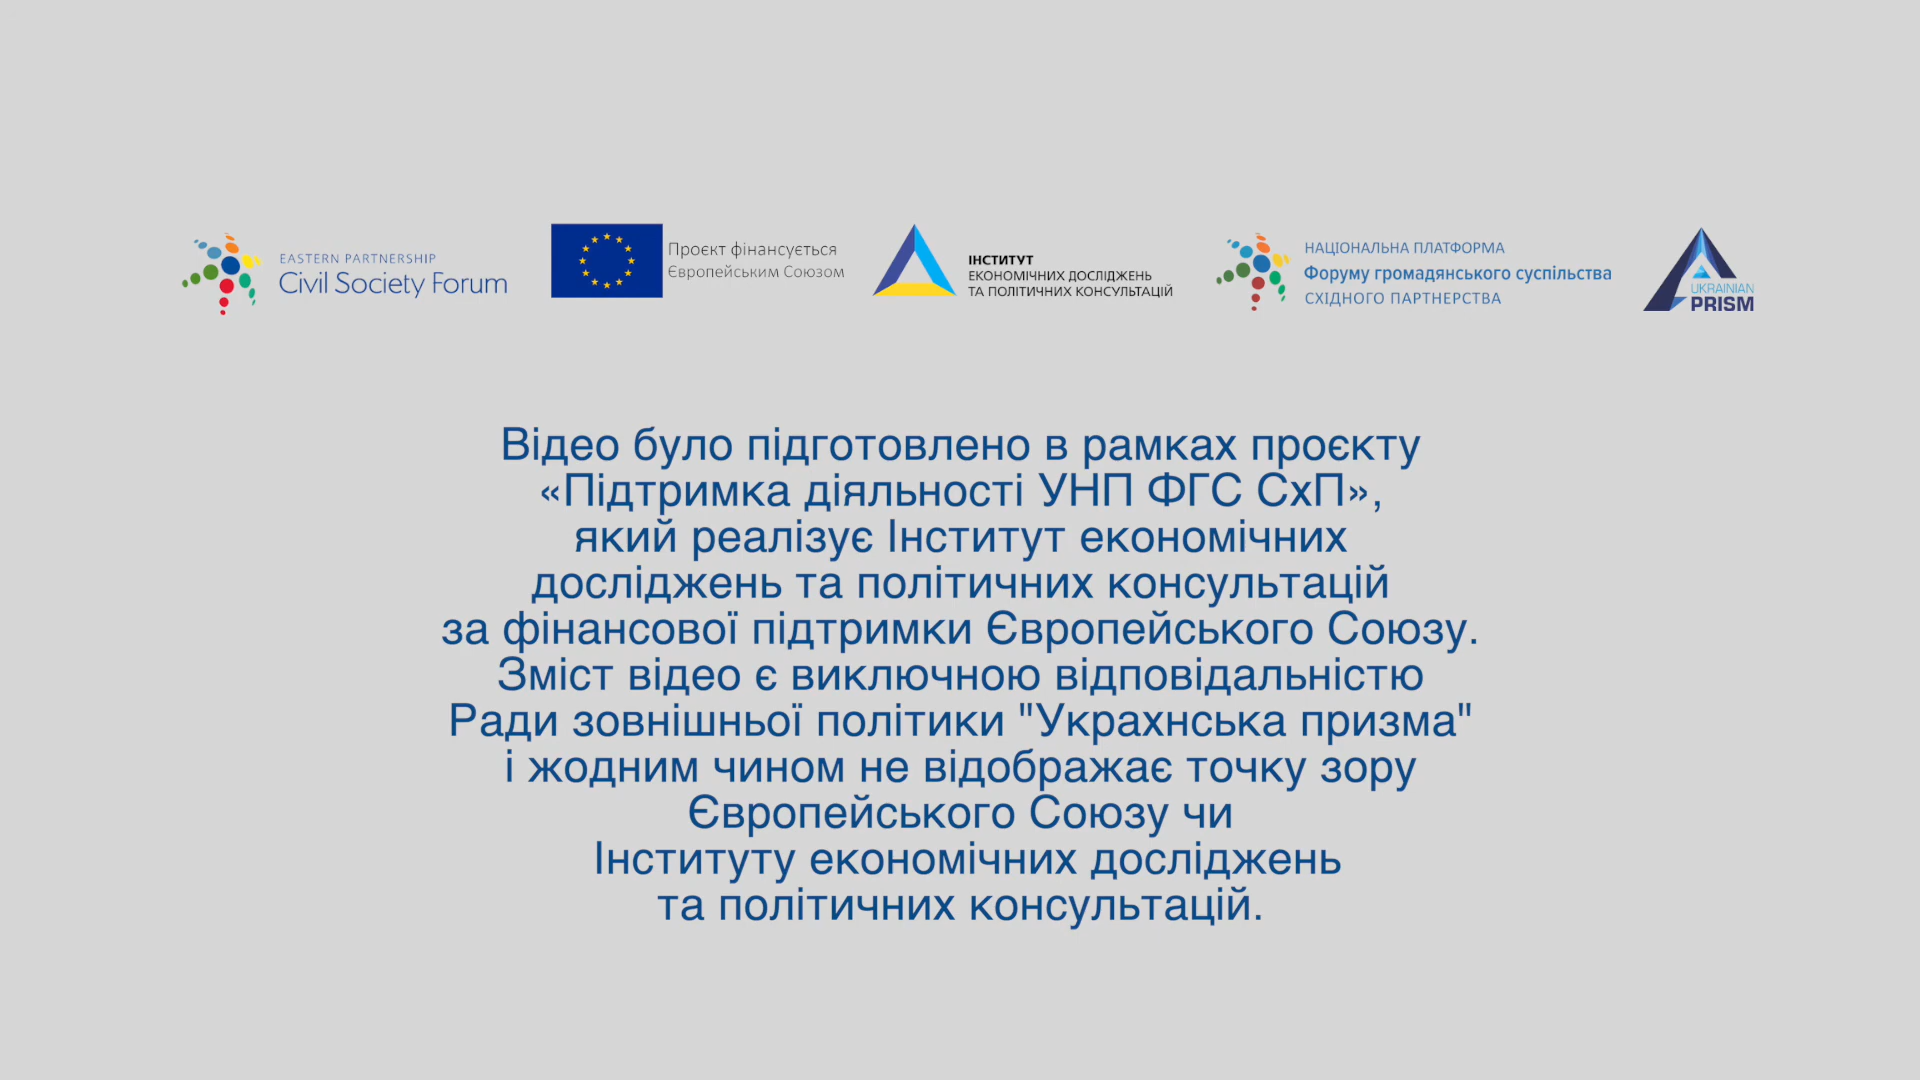 EASTERN PARTNERSHIP
Civil Society Forum
Проєкт фінансується
Європейським Союзом
ІНСТИТУТ
ЕКОНОМІЧНИХ ДОСЛІДЖЕНЬ
ТА ПОЛІТИЧНИХ КОНСУЛЬТАЦІЙ
НАЦІОНАЛЬНА ПЛАТФОРМА
Форуму громадянського суспільства
СХІДНОГО ПАРТНЕРСТВА
UKRAINIAN
PRISM
Відео було підготовлено в рамках проєкту
«Підтримка діяльності УНП ФГС СхП»,
який реалізує Інститут економічних
досліджень та політичних консультацій
за фінансової підтримки Європейського Союзу.
Зміст відео є виключною відповідальністю
Ради зовнішньої політики "Украхнська призма"
і жодним чином не відображає точку зору
Європейського Союзу чи
Інституту економічних досліджень
та політичних консультацій.